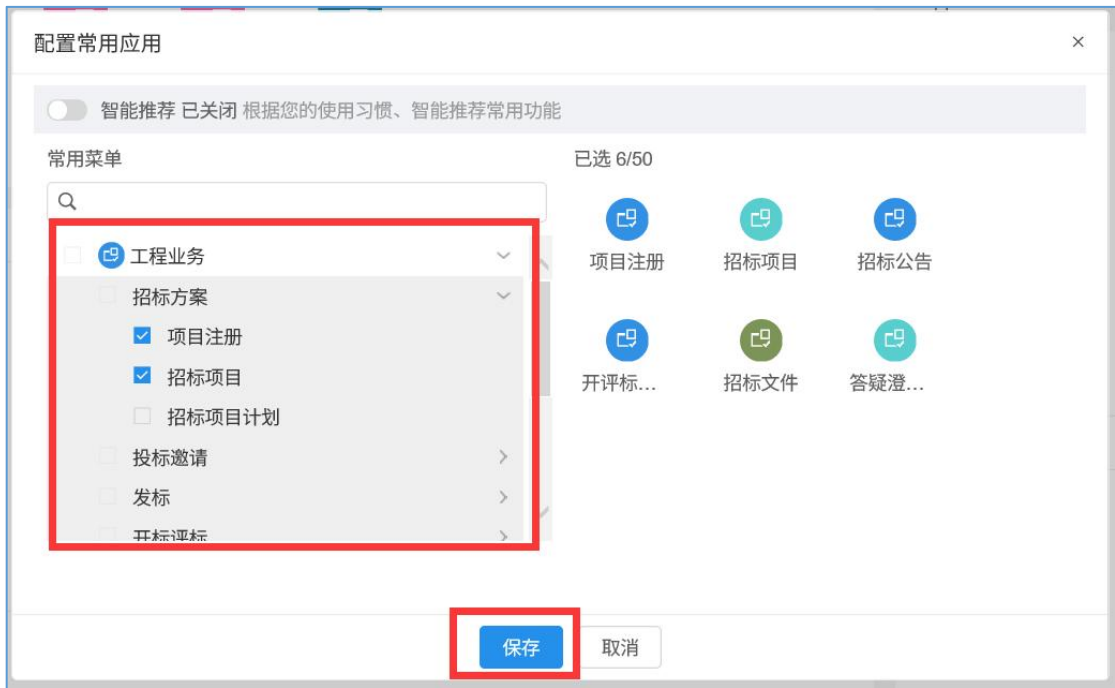 配置常用应用
智能推荐 已关闭 根据您的使用习惯、智能推荐常用功能
常用菜单
工程业务
招标方案
项目注册
招标项目
招标项目计划
投标邀请
发标
开标评标
已选 6/50
项目注册 招标项目 招标公告
开评标... 招标文件 答疑澄...
保存 取消